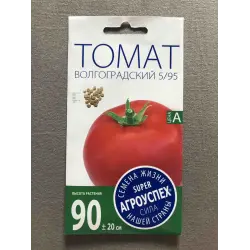 ТОМАТ
ВОЛГОГРАДСКИЙ 5/95
А
ВЫСОТА РАСТЕНИЯ
90 ± 20 см
СЕМЕНА ЖИЗНИ
SUPER
АГРОУСПЕХ
СИЛА
НАШЕЙ СТРАНЫ